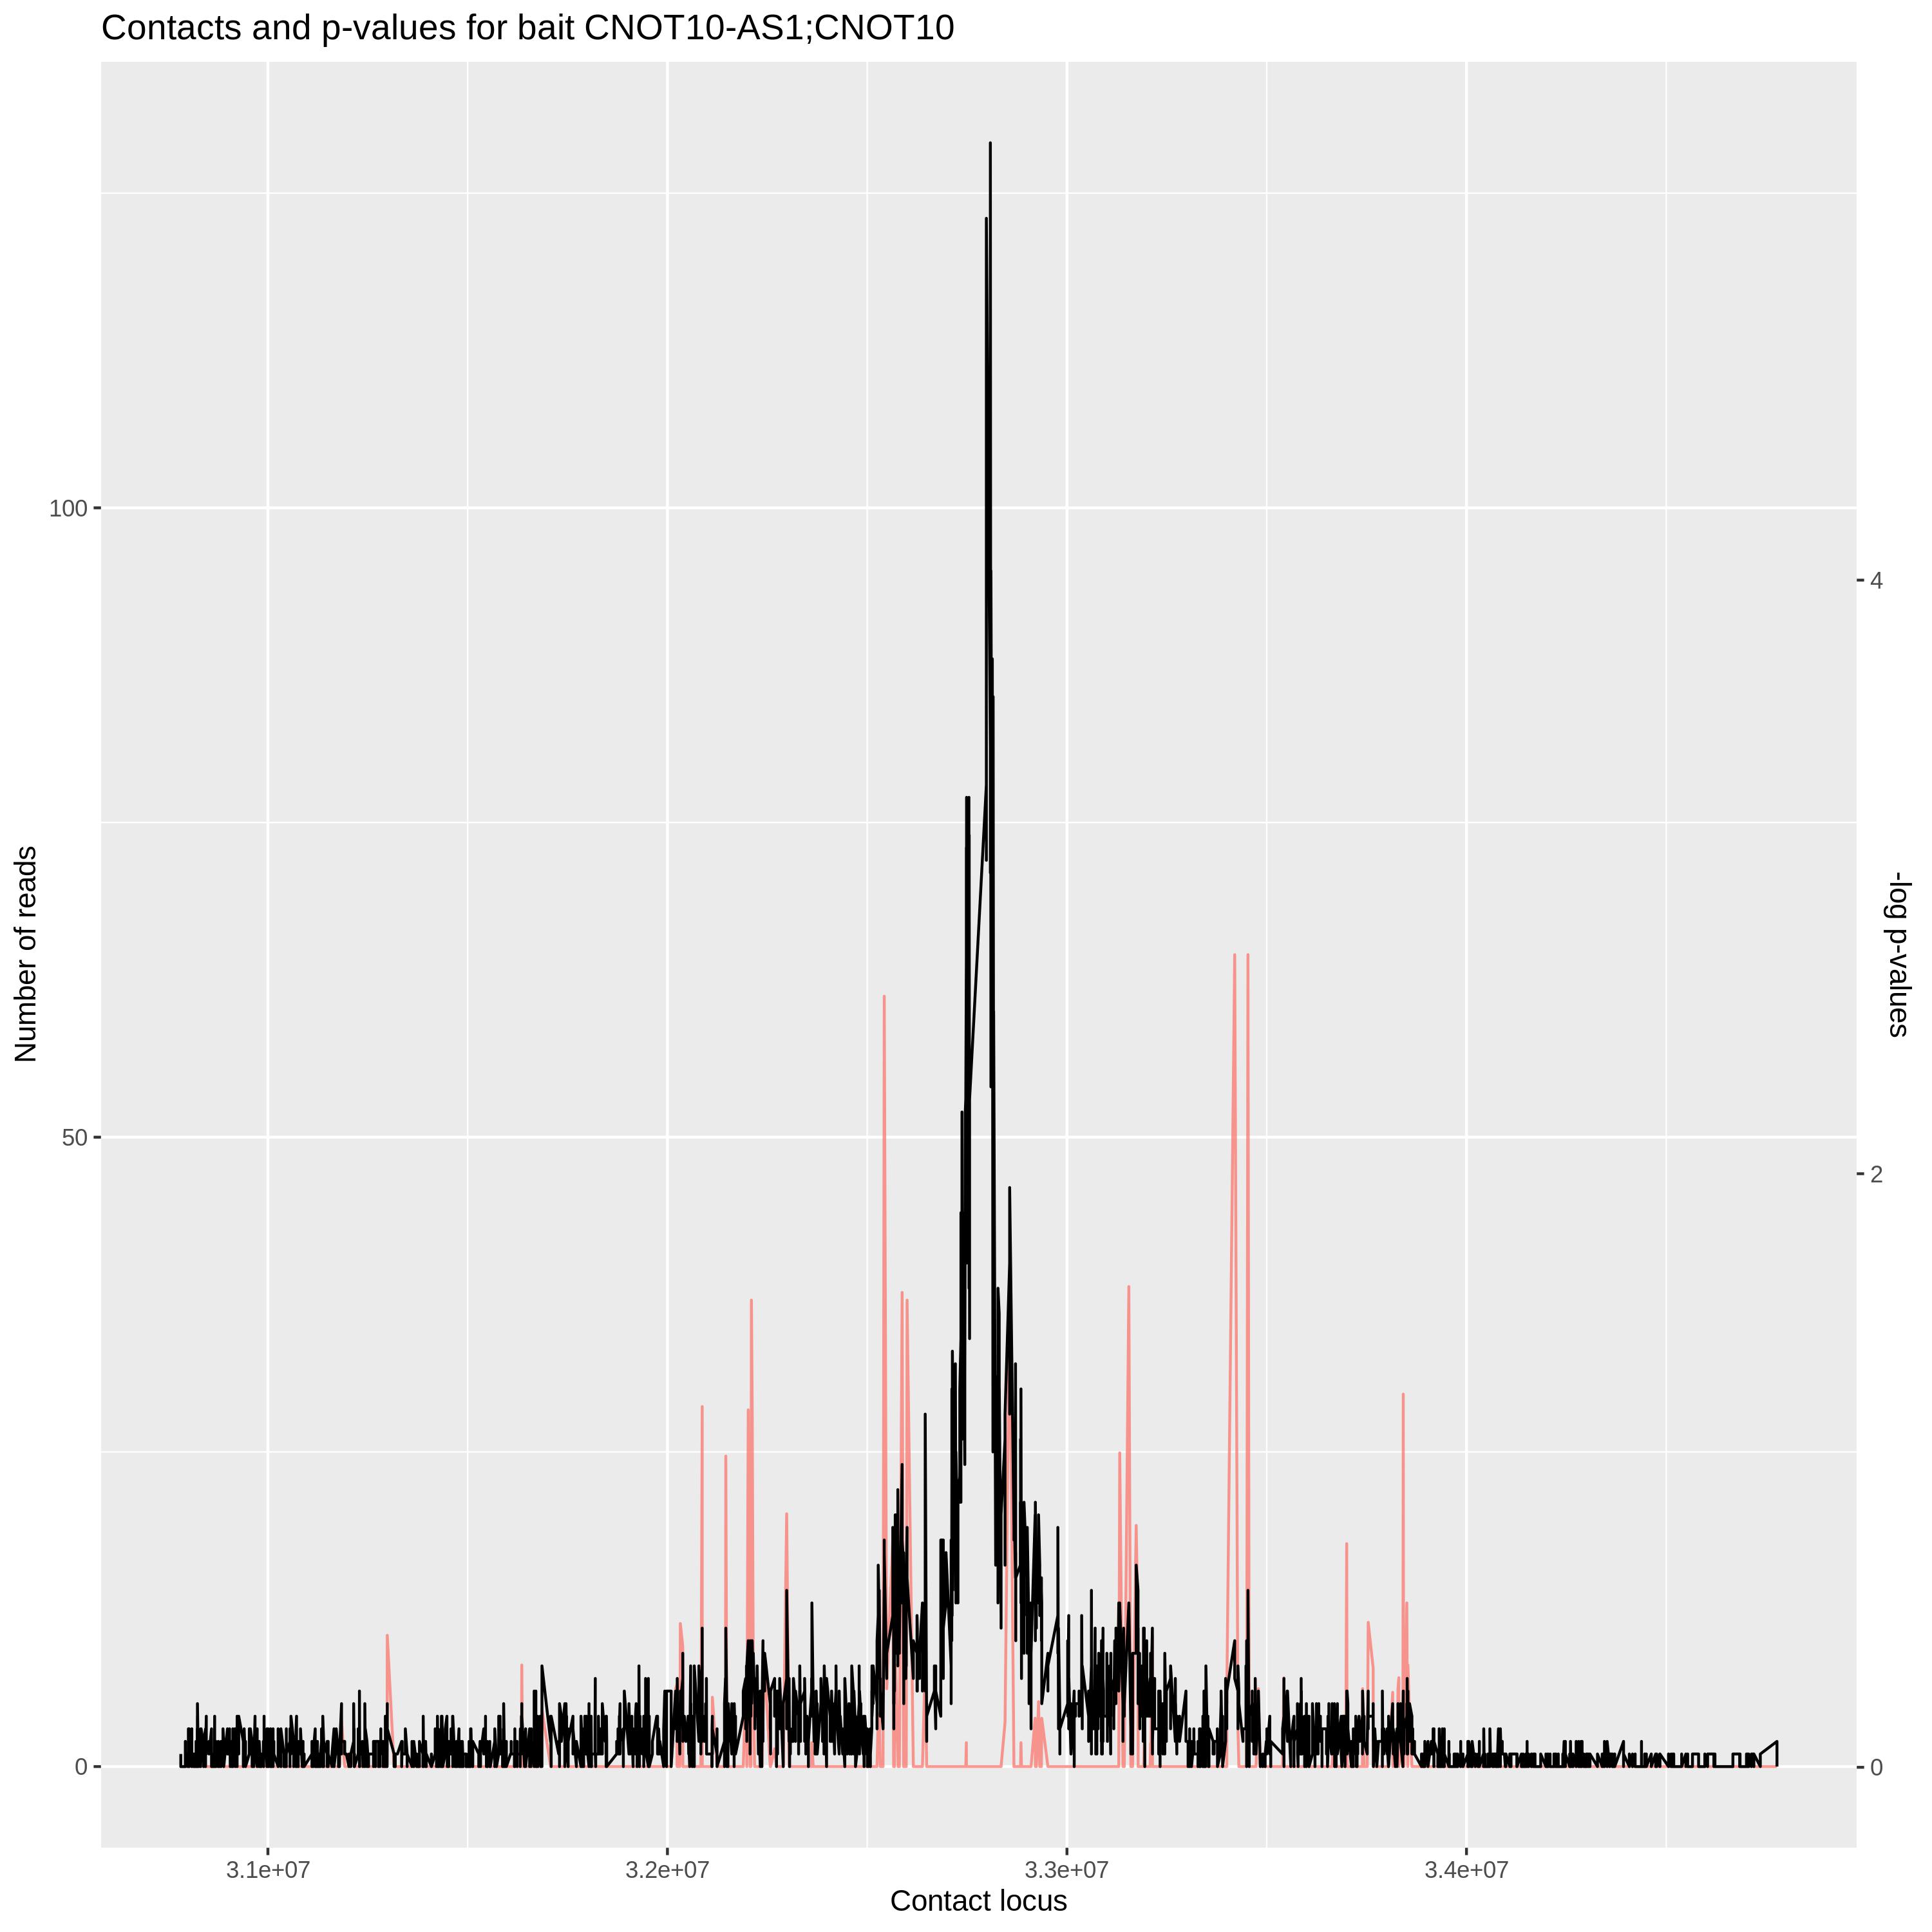 Contacts and p-values for bait CNOT10-AS1;CNOT10
Number of reads
100
50
0
4
2
0
-log p-values
3.1e+07
3.2e+07
3.3e+07
3.4e+07
Contact locus